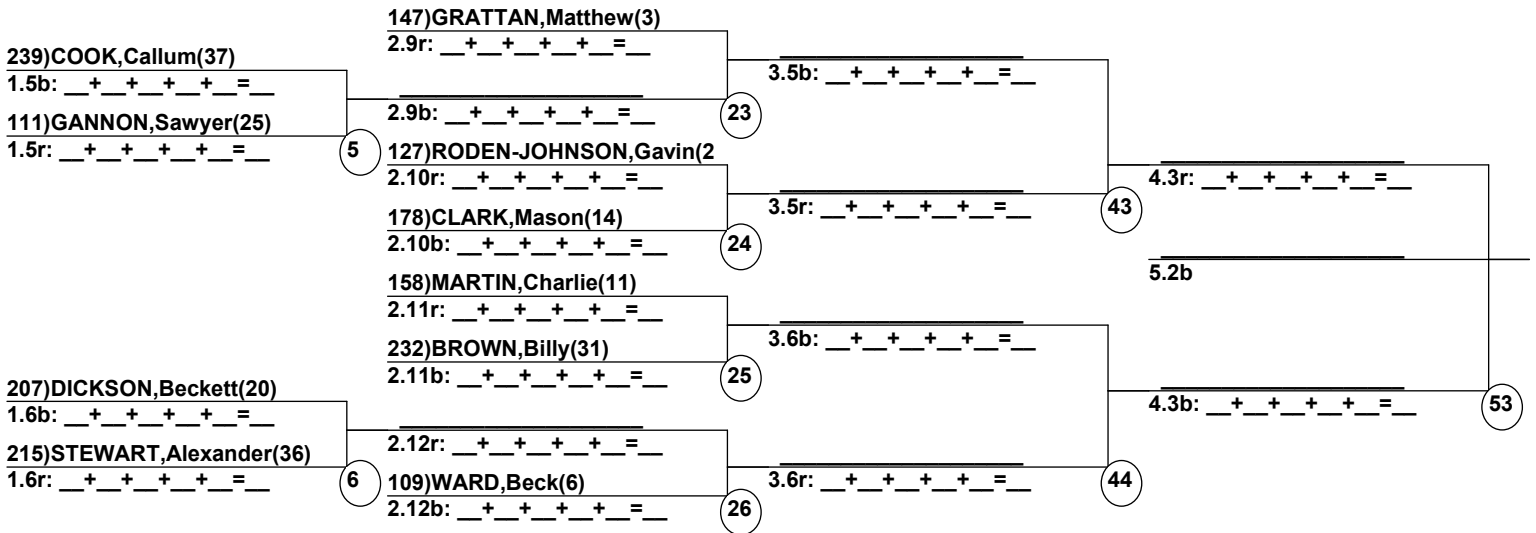 147)GRATTAN,Matthew(3)
2.9r: __+__+__+__+__=__
239)COOK,Callum(37)
1.5b: __+__+__+__+__=__
3.5b: __+__+__+__+__=__
2.9b: __+__+__+__+__=__
23
111)GANNON,Sawyer(25)
1.5r: __+__+__+__+__=__
5
127)RODEN-JOHNSON,Gavin(2
2.10r: __+__+__+__+__=__
4.3r: __+__+__+__+__=__
3.5r: __+__+__+__+__=__
43
178)CLARK,Mason(14)
2.10b: __+__+__+__+__=__
24
5.2b
158)MARTIN,Charlie(11)
2.11r: __+__+__+__+__=__
3.6b: __+__+__+__+__=__
232)BROWN,Billy(31)
2.11b: __+__+__+__+__=__
25
207)DICKSON,Beckett(20)
1.6b: __+__+__+__+__=__
4.3b: __+__+__+__+__=__
53
2.12r: __+__+__+__+__=__
215)STEWART,Alexander(36)
1.6r: __+__+__+__+__=__
6
3.6r: __+__+__+__+__=__
44
109)WARD,Beck(6)
2.12b: __+__+__+__+__=__
26